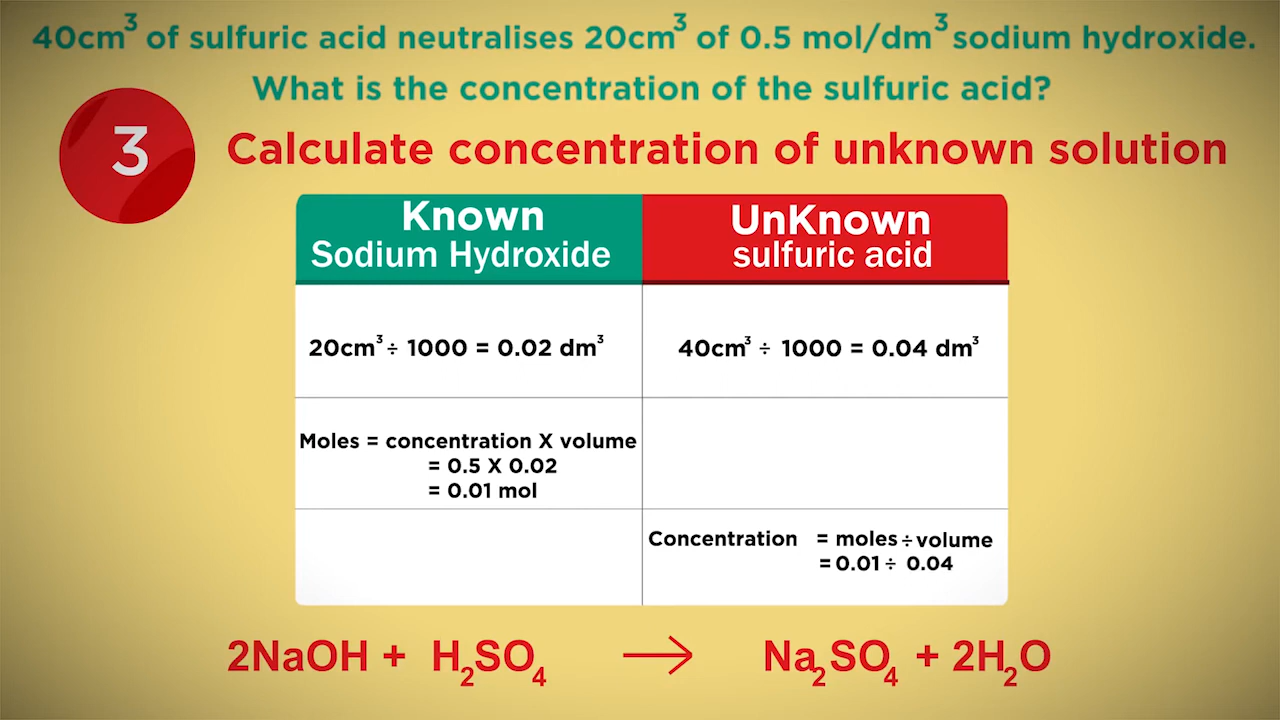 40cm³ of sulfuric acid neutralises 20cm³ of 0.5 mol/dm³ sodium hydroxide.
What is the concentration of the sulfuric acid?
3
Calculate concentration of unknown solution
Known
Sodium Hydroxide
UnKnown
sulfuric acid
20cm³ ÷ 1000 = 0.02 dm³
40cm³ ÷ 1000 = 0.04 dm³
Moles = concentration X volume
= 0.5 X 0.02
= 0.01 mol
Concentration = moles ÷ volume
= 0.01 ÷ 0.04
2NaOH + H₂SO₄ → Na₂SO₄ + 2H₂O